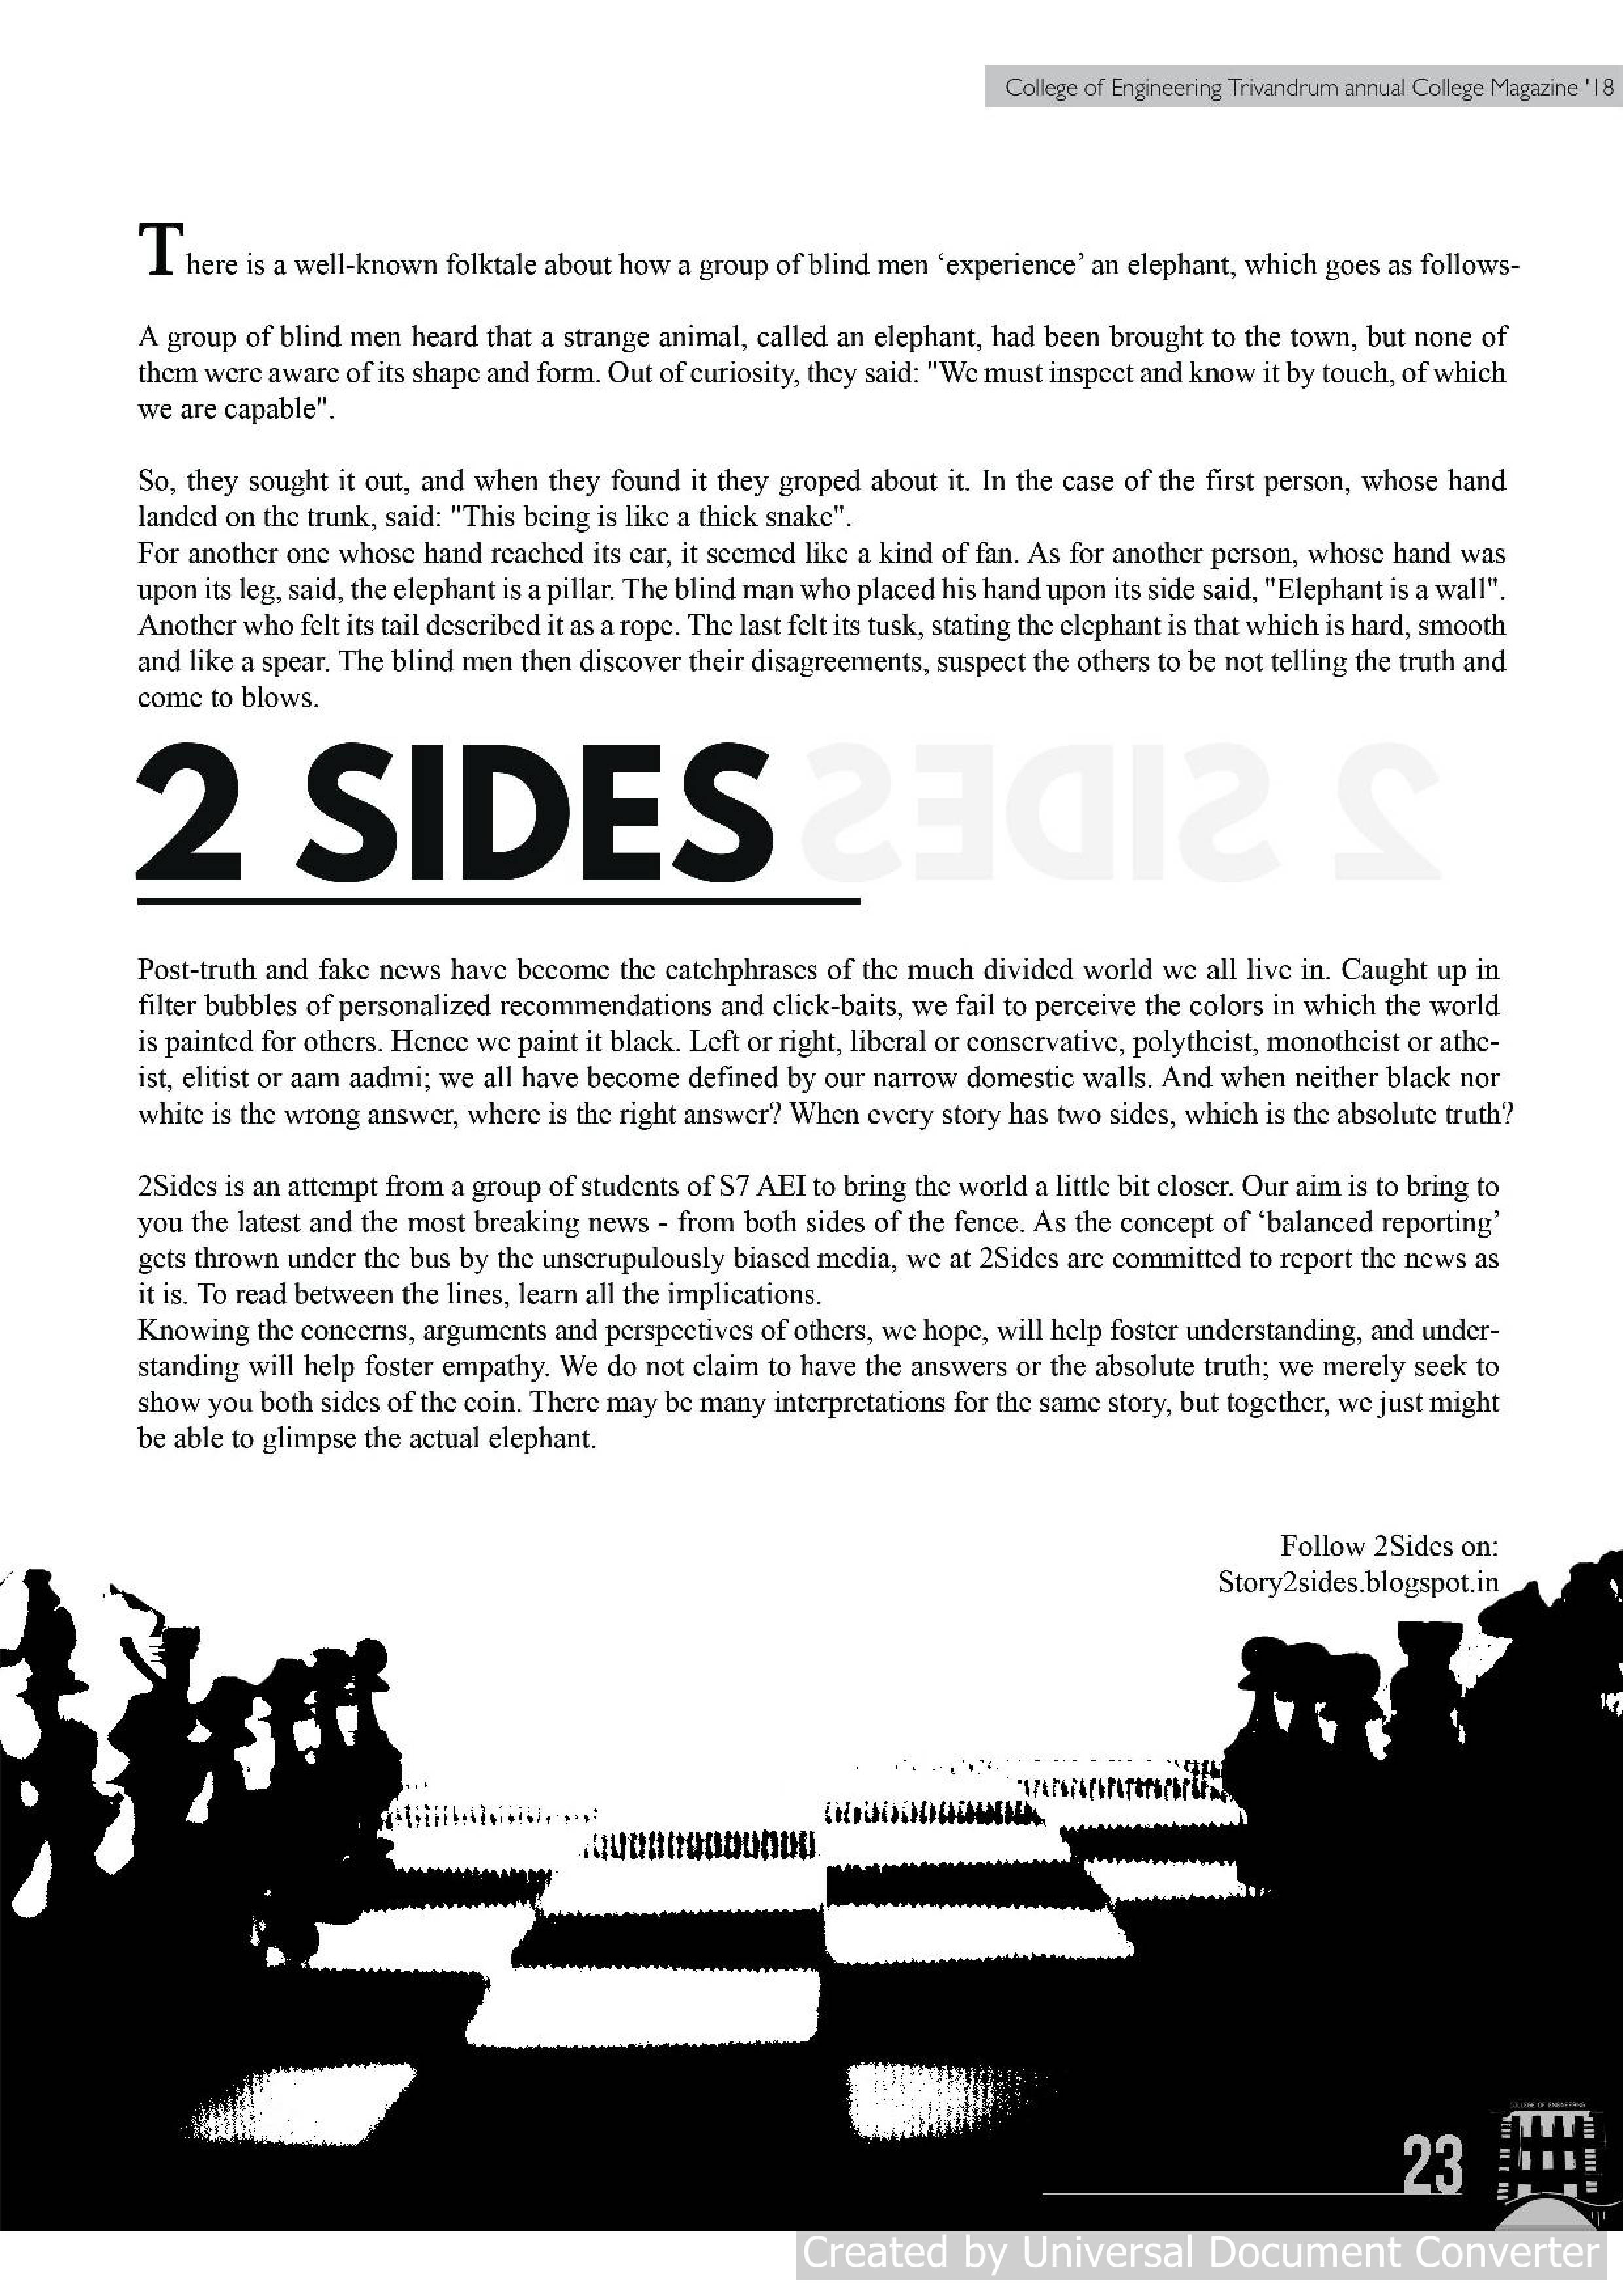 College of Engineering Trivandrum annual College Magazine '18
There is a well-known folktale about how a group of blind men ‘experience’ an elephant, which goes as follows-
A group of blind men heard that a strange animal, called an elephant, had been brought to the town, but none of
them were aware of its shape and form. Out of curiosity, they said: "We must inspect and know it by touch, of which
we are capable".
So, they sought it out, and when they found it they groped about it. In the case of the first person, whose hand
landed on the trunk, said: "This being is like a thick snake".
For another one whose hand reached its ear, it seemed like a kind of fan. As for another person, whose hand was
upon its leg, said, the elephant is a pillar. The blind man who placed his hand upon its side said, "Elephant is a wall".
Another who felt its tail described it as a rope. The last felt its tusk, stating the elephant is that which is hard, smooth
and like a spear. The blind men then discover their disagreements, suspect the others to be not telling the truth and
come to blows.
2 SIDES 2 SIDES
Post-truth and fake news have become the catchphrases of the much divided world we all live in. Caught up in
filter bubbles of personalized recommendations and click-baits, we fail to perceive the colors in which the world
is painted for others. Hence we paint it black. Left or right, liberal or conservative, polytheist, monotheist or athe-
ist, elitist or aam aadmi; we all have become defined by our narrow domestic walls. And when neither black nor
white is the wrong answer, where is the right answer? When every story has two sides, which is the absolute truth?
2Sides is an attempt from a group of students of S7 AEI to bring the world a little bit closer. Our aim is to bring to
you the latest and the most breaking news - from both sides of the fence. As the concept of ‘balanced reporting’
gets thrown under the bus by the unscrupulously biased media, we at 2Sides are committed to report the news as
it is. To read between the lines, learn all the implications.
Knowing the concerns, arguments and perspectives of others, we hope, will help foster understanding, and under-
standing will help foster empathy. We do not claim to have the answers or the absolute truth; we merely seek to
show you both sides of the coin. There may be many interpretations for the same story, but together, we just might
be able to glimpse the actual elephant.
Follow 2Sides on:
Story2sides.blogspot.in
COLLEGE OF ENGINEERING
23
Created by Universal Document Converter